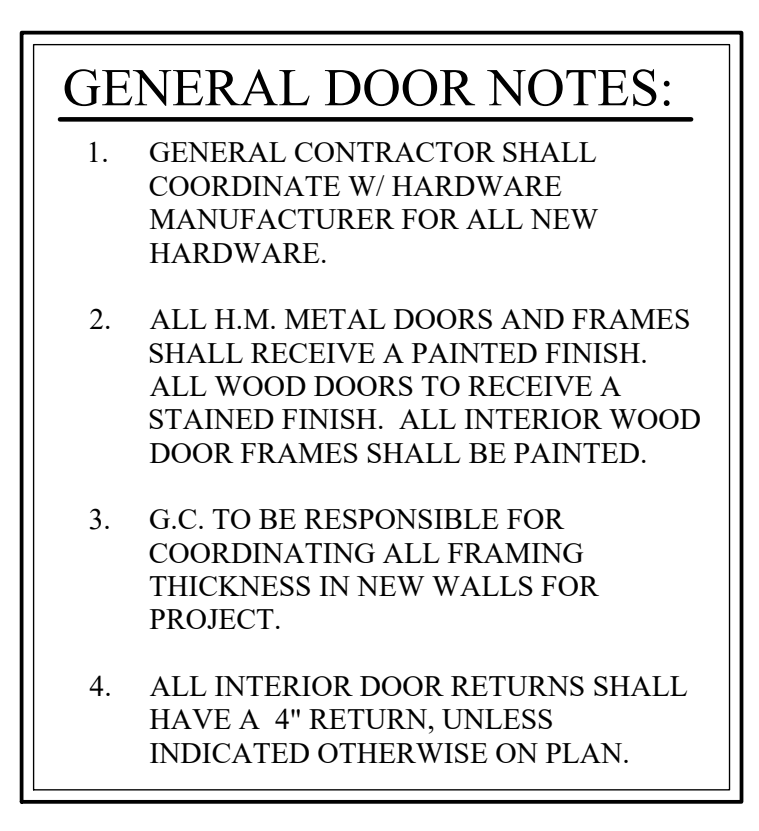 GENERAL DOOR NOTES:
1. GENERAL CONTRACTOR SHALL
COORDINATE W/ HARDWARE
MANUFACTURER FOR ALL NEW
HARDWARE.
2. ALL H.M. METAL DOORS AND FRAMES
SHALL RECEIVE A PAINTED FINISH.
ALL WOOD DOORS TO RECEIVE A
STAINED FINISH.  ALL INTERIOR WOOD
DOOR FRAMES SHALL BE PAINTED.
3. G.C. TO BE RESPONSIBLE FOR
COORDINATING ALL FRAMING
THICKNESS IN NEW WALLS FOR
PROJECT.
4. ALL INTERIOR DOOR RETURNS SHALL
HAVE A  4" RETURN, UNLESS
INDICATED OTHERWISE ON PLAN.